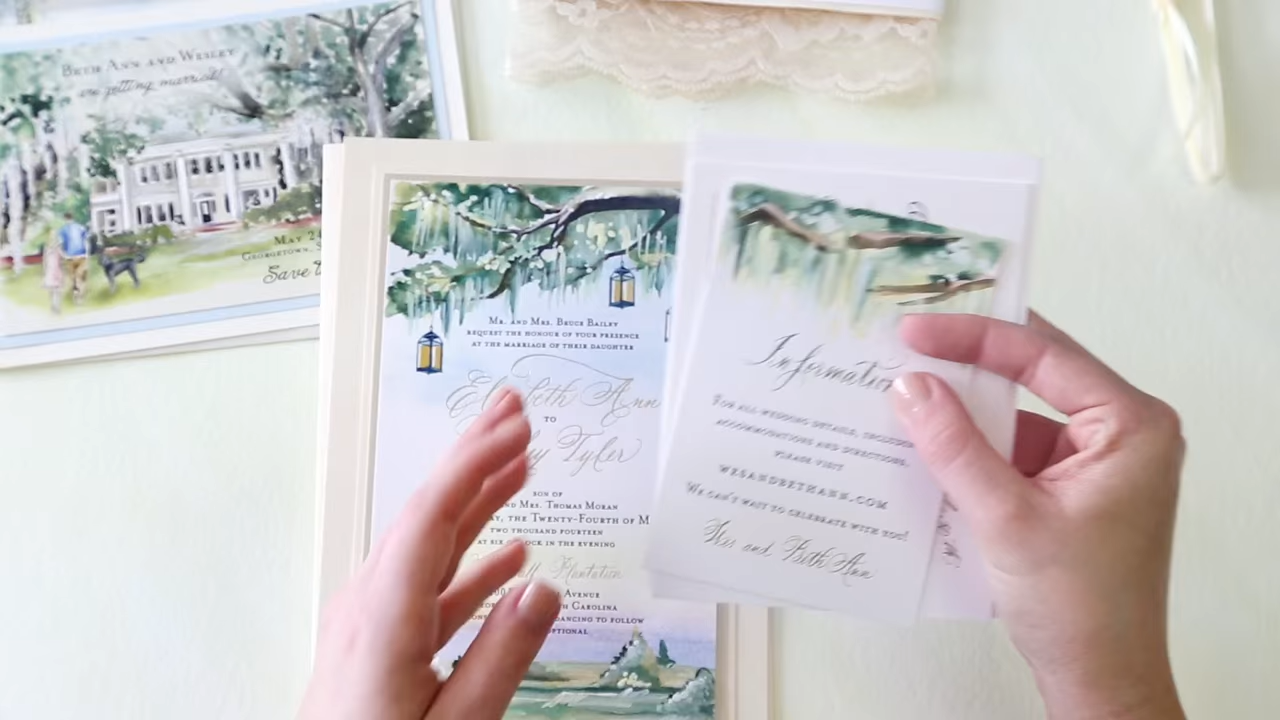 Beth Ann and Wesley
are getting married!
May 2
Georgetown, S
Save
Mr. and Mrs. Bruce Bailey
request the honour of your presence
at the marriage of their daughter
Elizabeth Ann
to
Tyler
son of
and Mrs. Thomas Moran
the Twenty-Fourth of M
two thousand fourteen
at six o'clock in the evening
Plantation
Avenue
Carolina
dancing to follow
optional
Information
For all wedding details, including
accommodations and directions,
please visit
wesandbethann.com
We can't wait to celebrate with you!
Wes and Beth Ann